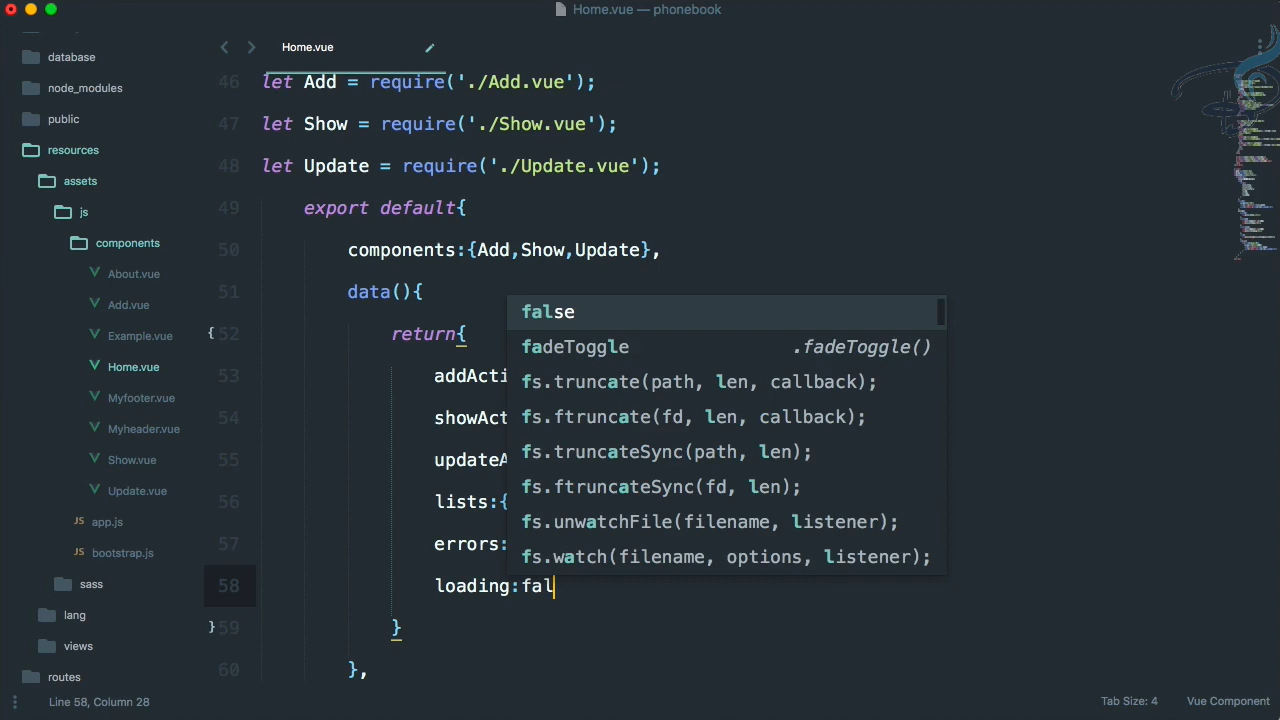 Home.vue — phonebook
database
node_modules
public
resources
assets
js
components
About.vue
Add.vue
Example.vue
Home.vue
Myfooter.vue
Myheader.vue
Show.vue
Update.vue
JS app.js
JS bootstrap.js
sass
lang
views
routes
Home.vue
46 let Add = require('./Add.vue');
47 let Show = require('./Show.vue');
48 let Update = require('./Update.vue');
49 export default{
50 components:{Add,Show,Update},
51 data(){
{ 52 return{
53 addActi
54 showAct
55 updateA
56 lists:{
57 errors:
58 loading:fal
} 59 }
60 },
false
fadeToggle .fadeToggle()
fs.truncate(path, len, callback);
fs.ftruncate(fd, len, callback);
fs.truncateSync(path, len);
fs.ftruncateSync(fd, len);
fs.unwatchFile(filename, listener);
fs.watch(filename, options, listener);
Line 58, Column 28
Tab Size: 4
Vue Component